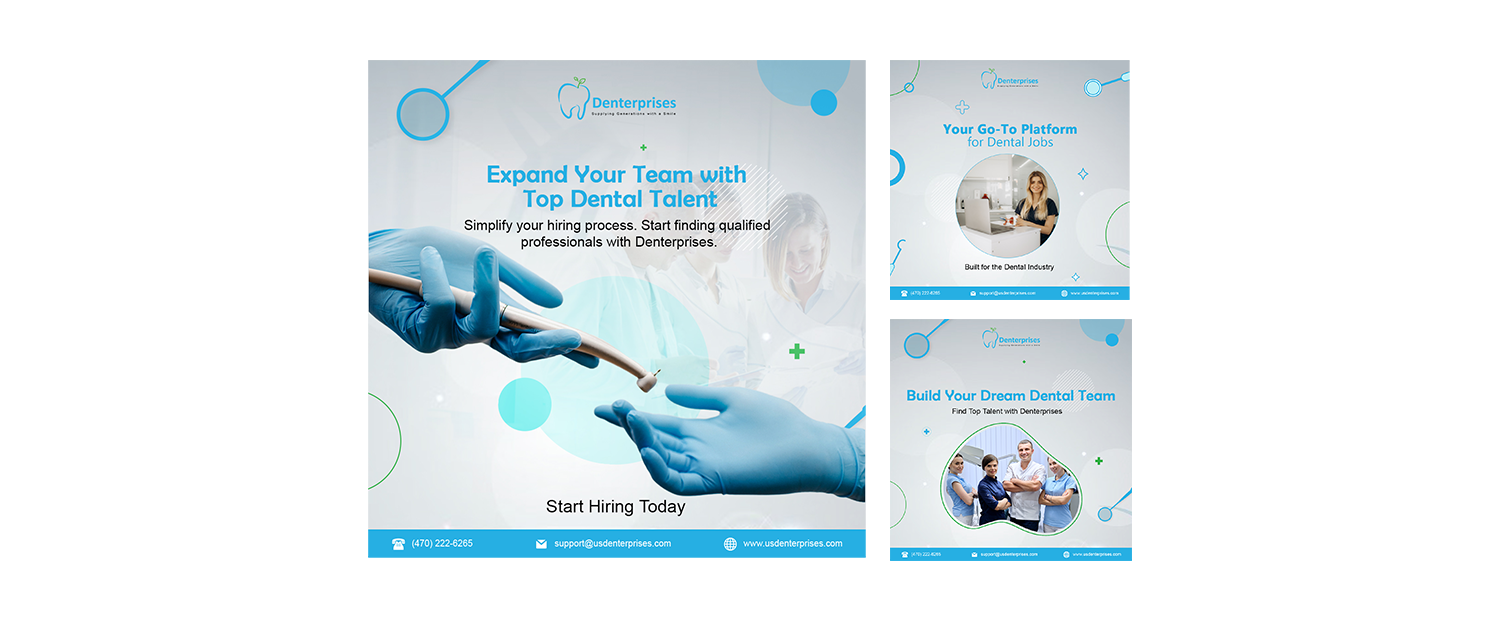 Denterprises
Supplying Generations with a Smile
Expand Your Team with
Top Dental Talent
Simplify your hiring process. Start finding qualified
professionals with Denterprises.
Start Hiring Today
(470) 222-6265
support@usdenterprises.com
www.usdenterprises.com
Denterprises
Your Go-To Platform
for Dental Jobs
Built for the Dental Industry
(470) 222-6265
support@usdenterprises.com
www.usdenterprises.com
Denterprises
Build Your Dream Dental Team
Find Top Talent with Denterprises
(470) 222-6265
support@usdenterprises.com
www.usdenterprises.com